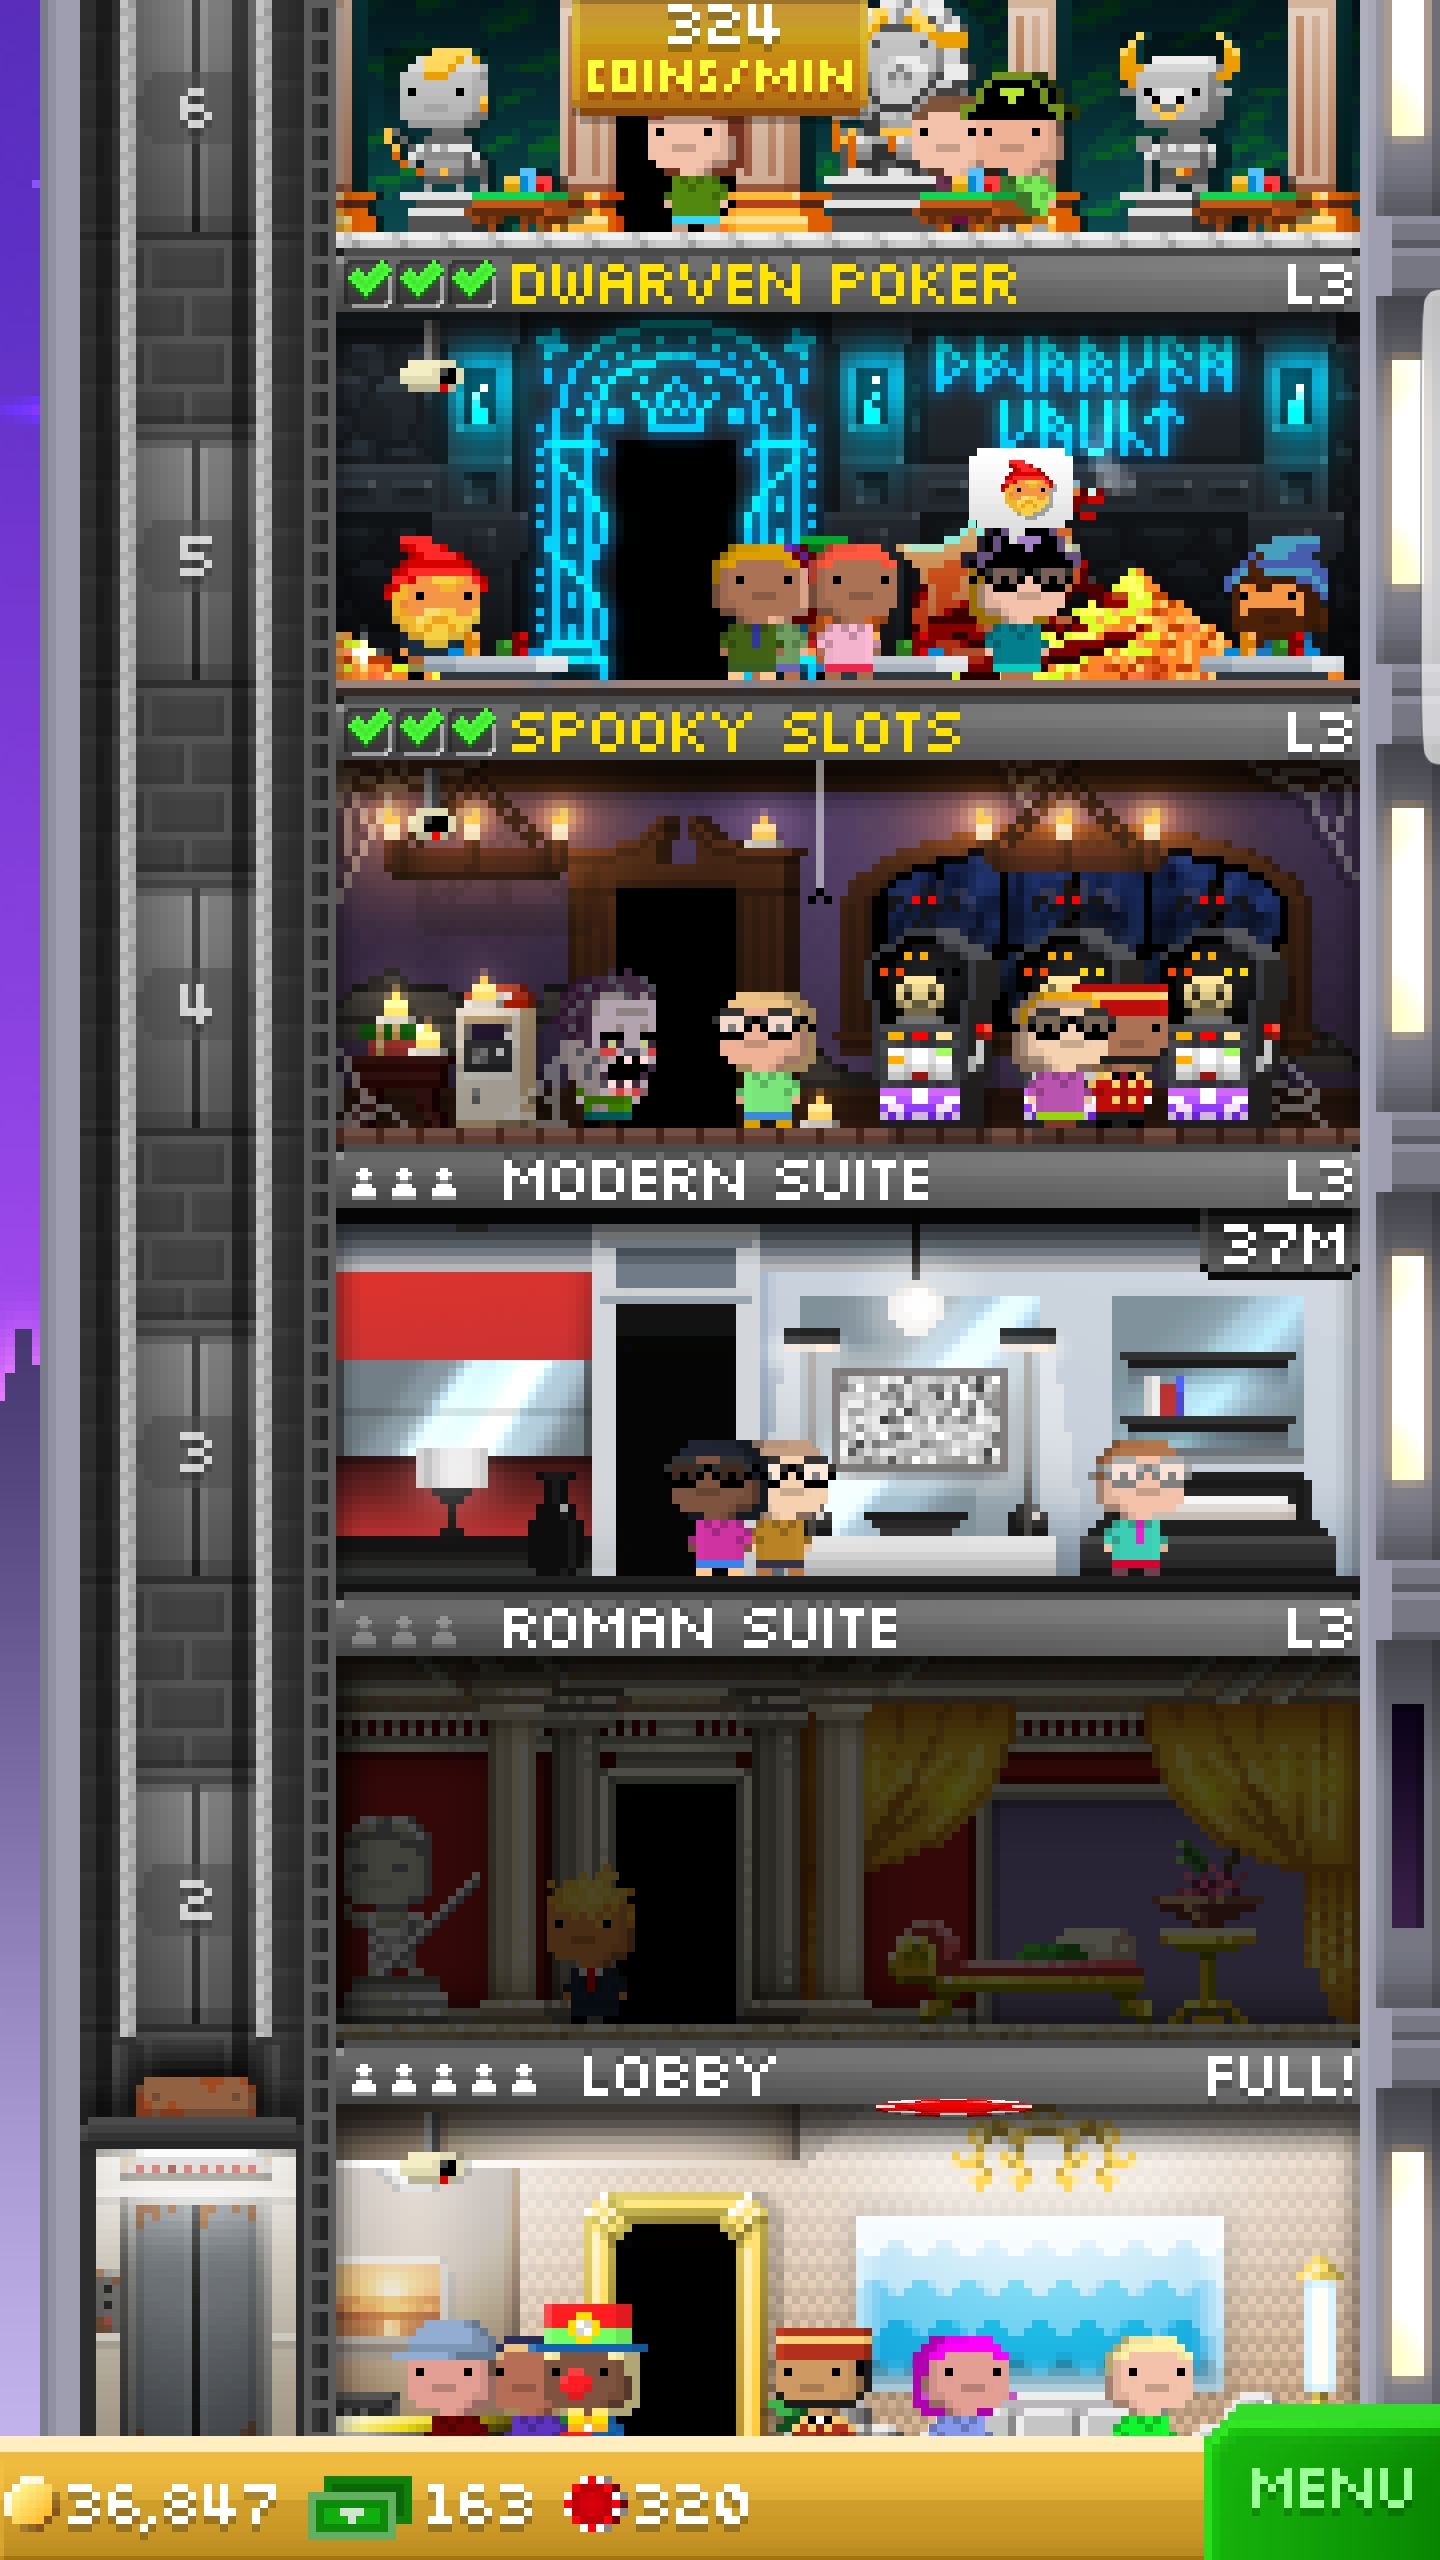 324
COINS/MIN
6
DWARVEN POKER L3
DWARVEN
VAULT
5
SPOOKY SLOTS L3
4
MODERN SUITE L3
37M
3
ROMAN SUITE L3
2
LOBBY FULL!
36,847 163 320
MENU